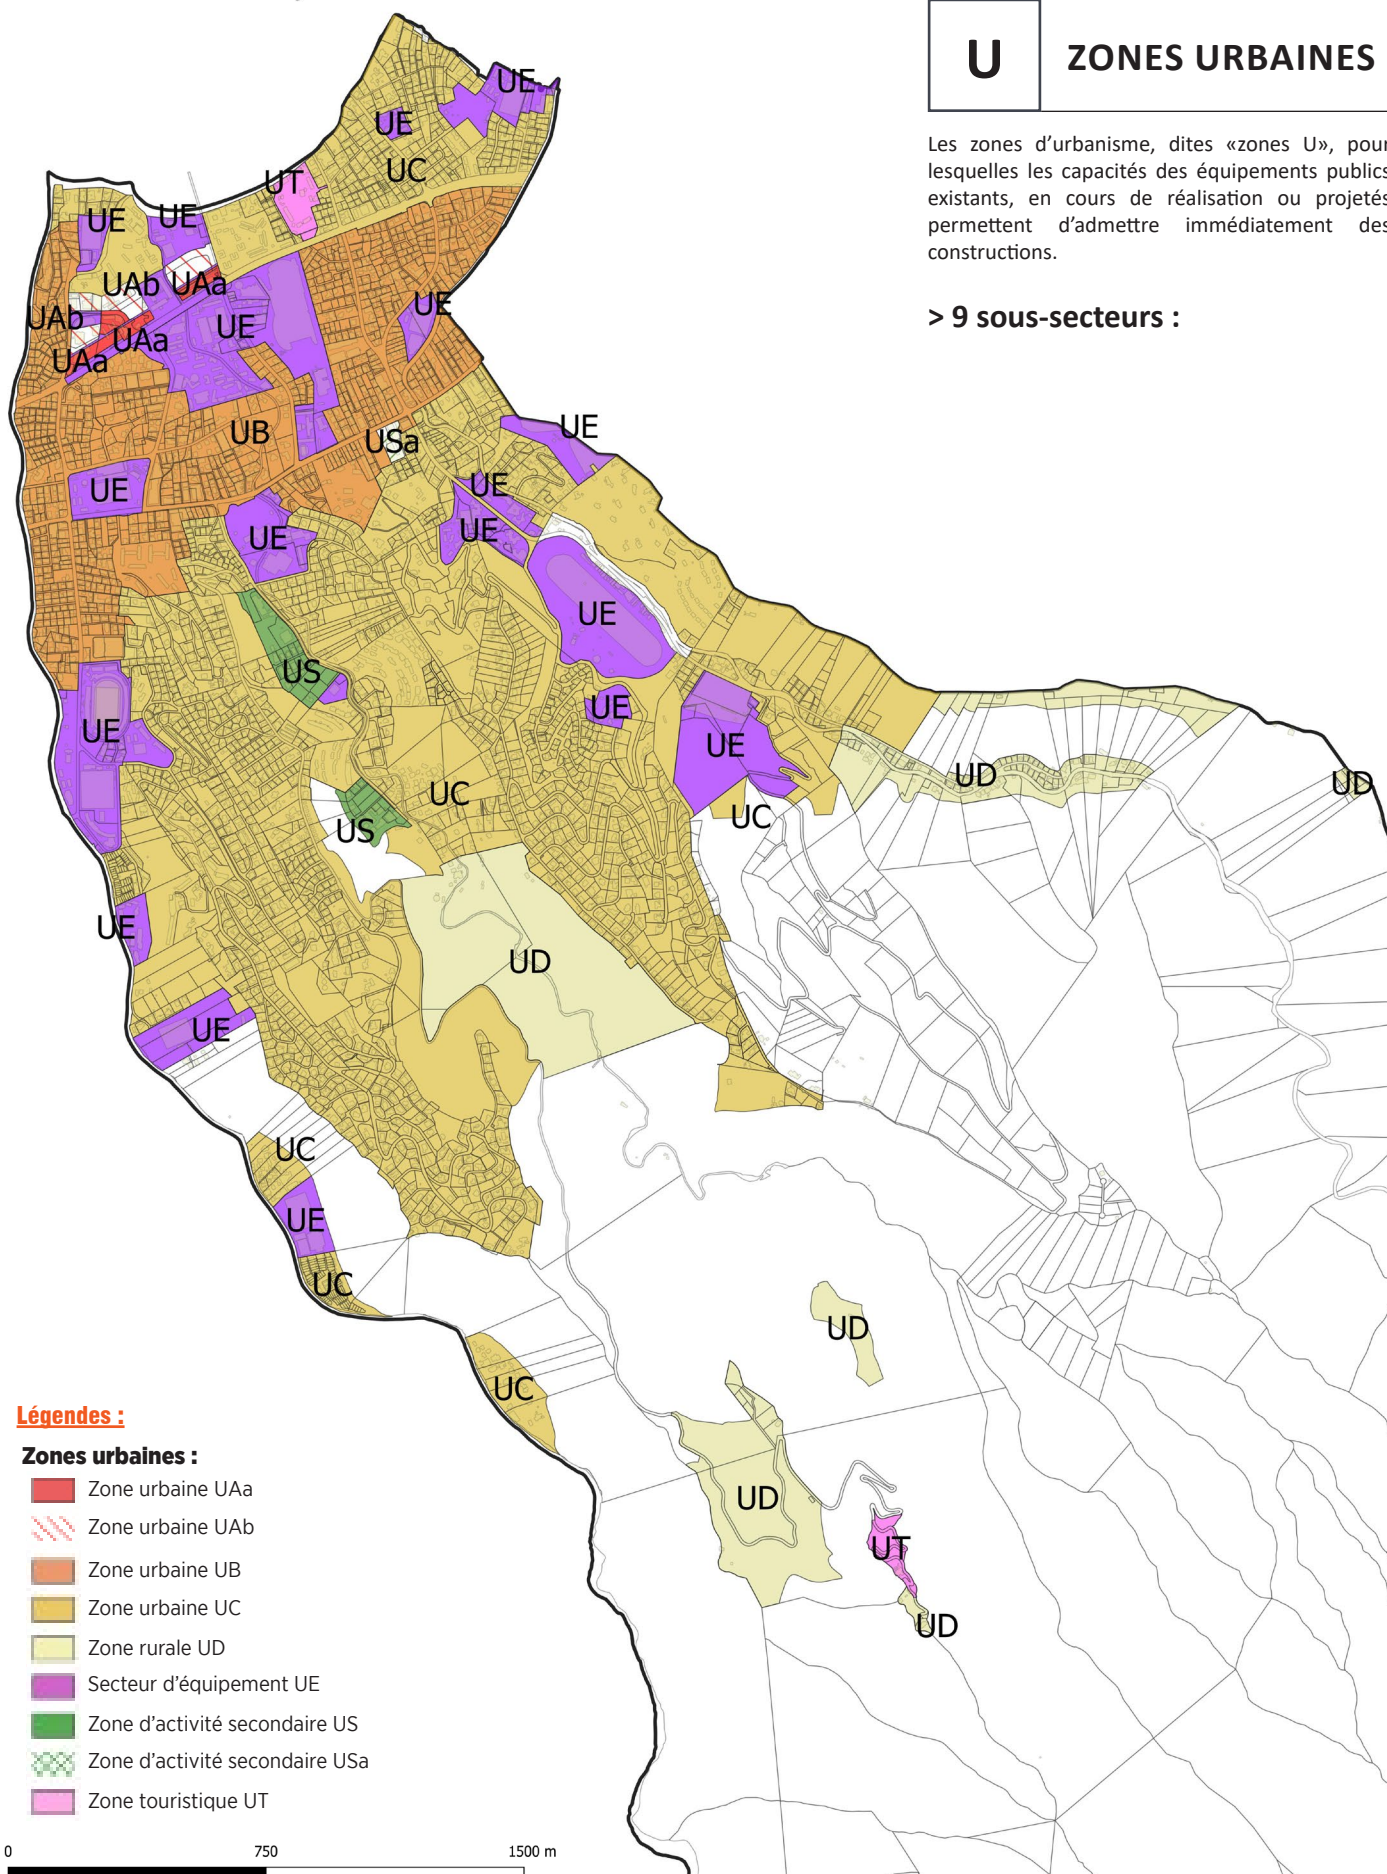 U
ZONES URBAINES
Les zones d’urbanisme, dites «zones U», pour
lesquelles les capacités des équipements publics
existants, en cours de réalisation ou projetés
permettent d’admettre immédiatement des
constructions.
> 9 sous-secteurs :
UE
UE
UC
UT
UE
UE
UAb
UAa
UE
UAb
UE
UAa
UAa
UE
UB
USa
UE
UE
UE
UE
UE
UE
US
UE
UE
UE
UD
UD
UC
UC
US
UE
UD
UE
UC
UE
UC
UD
UC
UD
UT
UD
Légendes :
Zones urbaines :
Zone urbaine UAa
Zone urbaine UAb
Zone urbaine UB
Zone urbaine UC
Zone rurale UD
Secteur d’équipement UE
Zone d’activité secondaire US
Zone d’activité secondaire USa
Zone touristique UT
0 750 1500 m